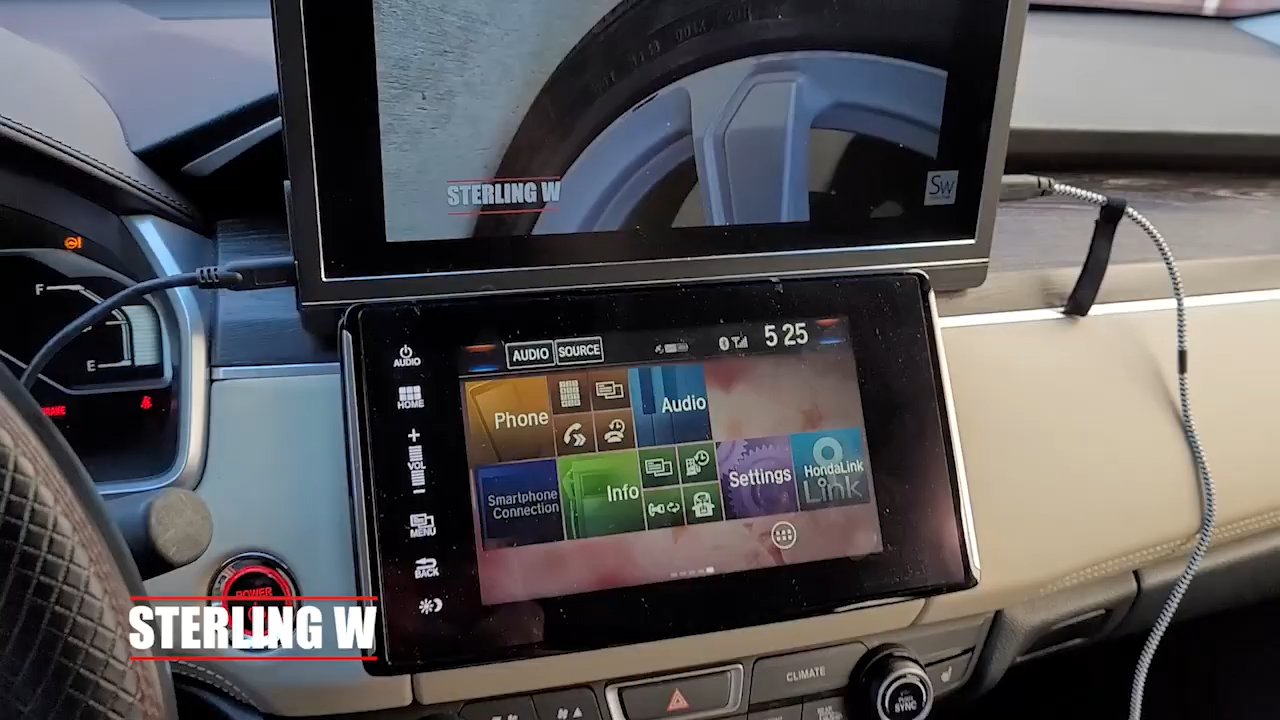 STERLING W
SW
F
E
AUDIO
HOME
+
VOL
-
MENU
BACK
AUDIO
SOURCE
5 25
Phone
Audio
Smartphone
Connection
Info
Settings
HondaLink
Link
POWER
STERLING W
CLIMATE
SYNC